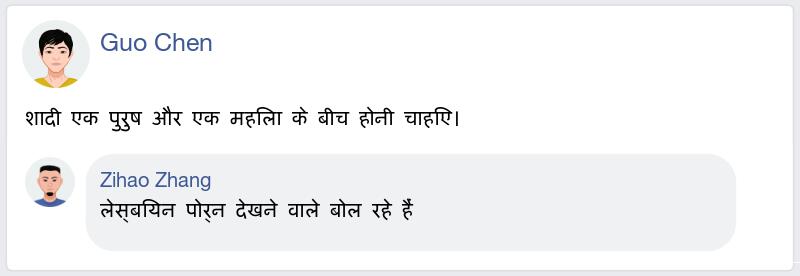 Guo Chen
शादी एक पुरुष और एक महिला के बीच होनी चाहिए।
Zihao Zhang
लेस्बियन पोर्न देखने वाले बोल रहे हैं